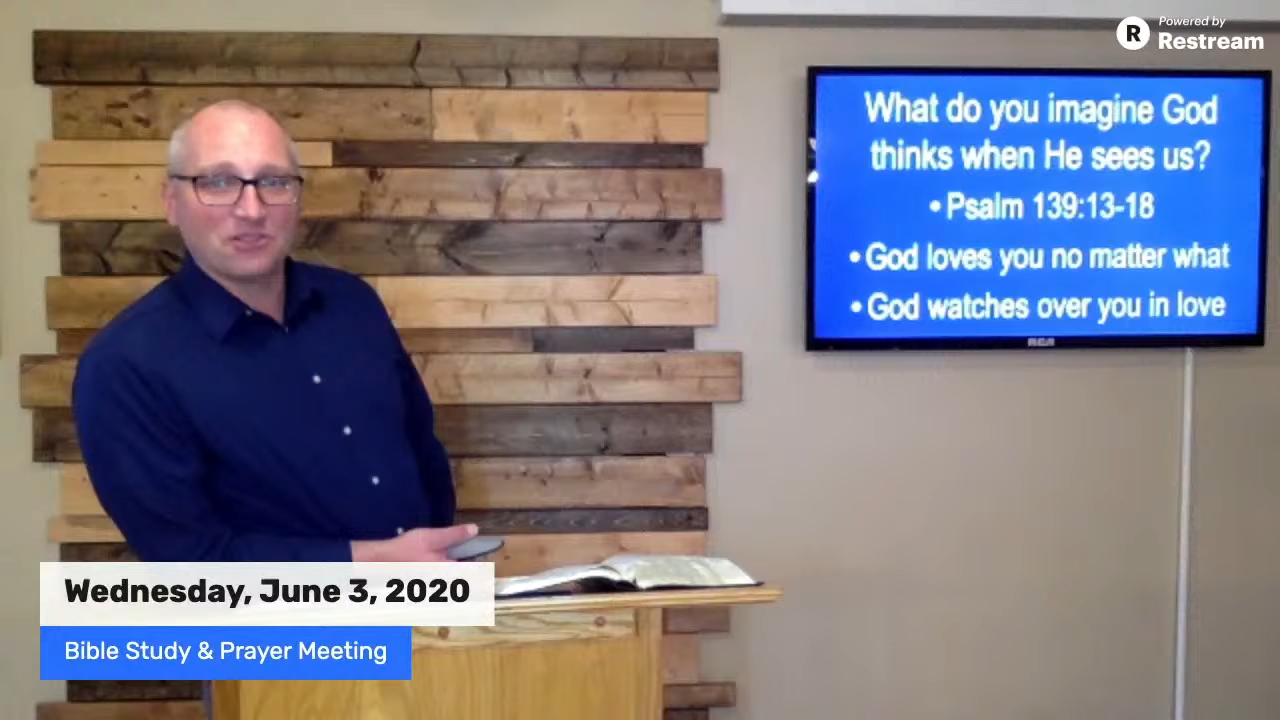 Powered by
R Restream
What do you imagine God
thinks when He sees us?
• Psalm 139:13-18
• God loves you no matter what
• God watches over you in love
RCA
Wednesday, June 3, 2020
Bible Study & Prayer Meeting